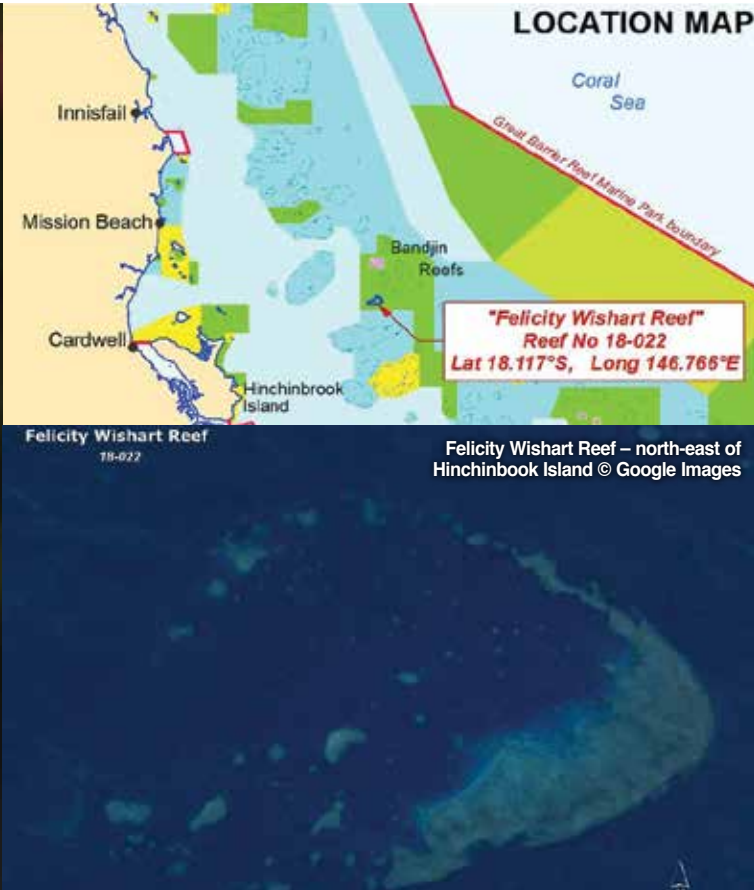 LOCATION MAP
Coral
Sea
Innisfail
Great Barrier Reef Marine Park boundary
Mission Beach
Bandjin
Reefs
"Felicity Wishart Reef"
Reef No 18-022
Lat 18.117°S, Long 146.766°E
Cardwell
Hinchinbrook
Island
Felicity Wishart Reef
18-022
Felicity Wishart Reef – north-east of
Hinchinbook Island © Google Images